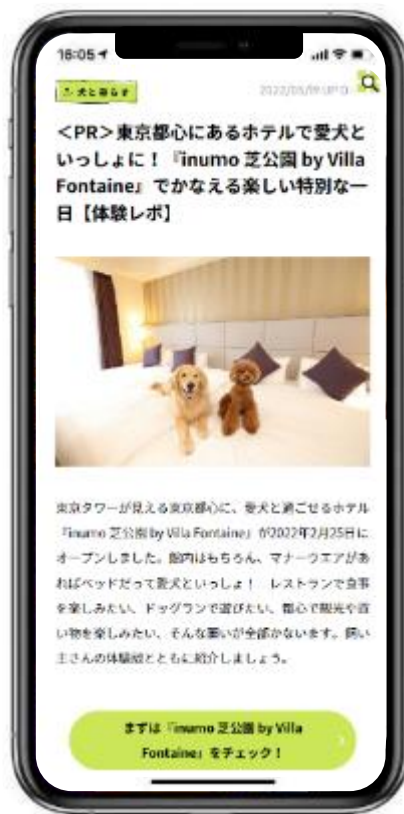 16:05
犬と暮らす
2022/05/09 UP
<PR>東京都心にあるホテルで愛犬と
いっしょに！『inumo 芝公園 by Villa
Fontaine』でかなえる楽しい特別な一
日【体験レポ】
東京タワーが見える東京都心に、愛犬と過ごせるホテル
『inumo 芝公園 by Villa Fontaine』が2022年2月25日に
オープンしました。館内はもちろん、マナーウエアがあ
ればベッドだって愛犬といっしょ！ レストランで食事
を楽しみたい、ドッグランで遊びたい、都心で観光や買
い物を楽しみたい、そんな願いが全部かないます。飼い
主さんの体験談とともに紹介しましょう。
まずは『inumo 芝公園 by Villa
Fontaine』をチェック！